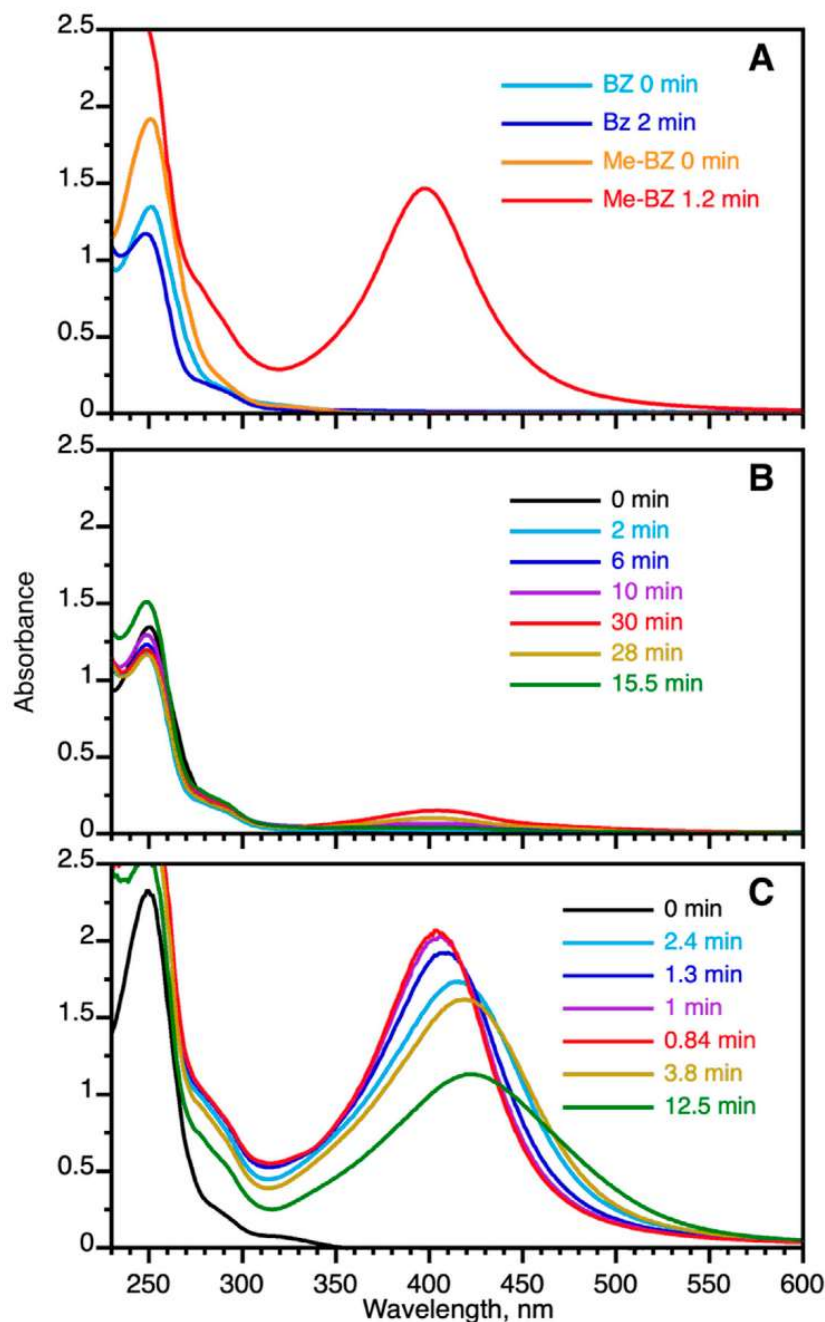 2.5
A
BZ 0 min
2
Bz 2 min
Me-BZ 0 min
1.5
Me-BZ 1.2 min
1
0.5
0
2.5
B
0 min
2
2 min
6 min
1.5
10 min
30 min
28 min
1
15.5 min
0.5
0
Absorbance
2.5
C
0 min
2
2.4 min
1.3 min
1.5
1 min
0.84 min
3.8 min
1
12.5 min
0.5
0
250 300 350 400 450 500 550 600
Wavelength, nm